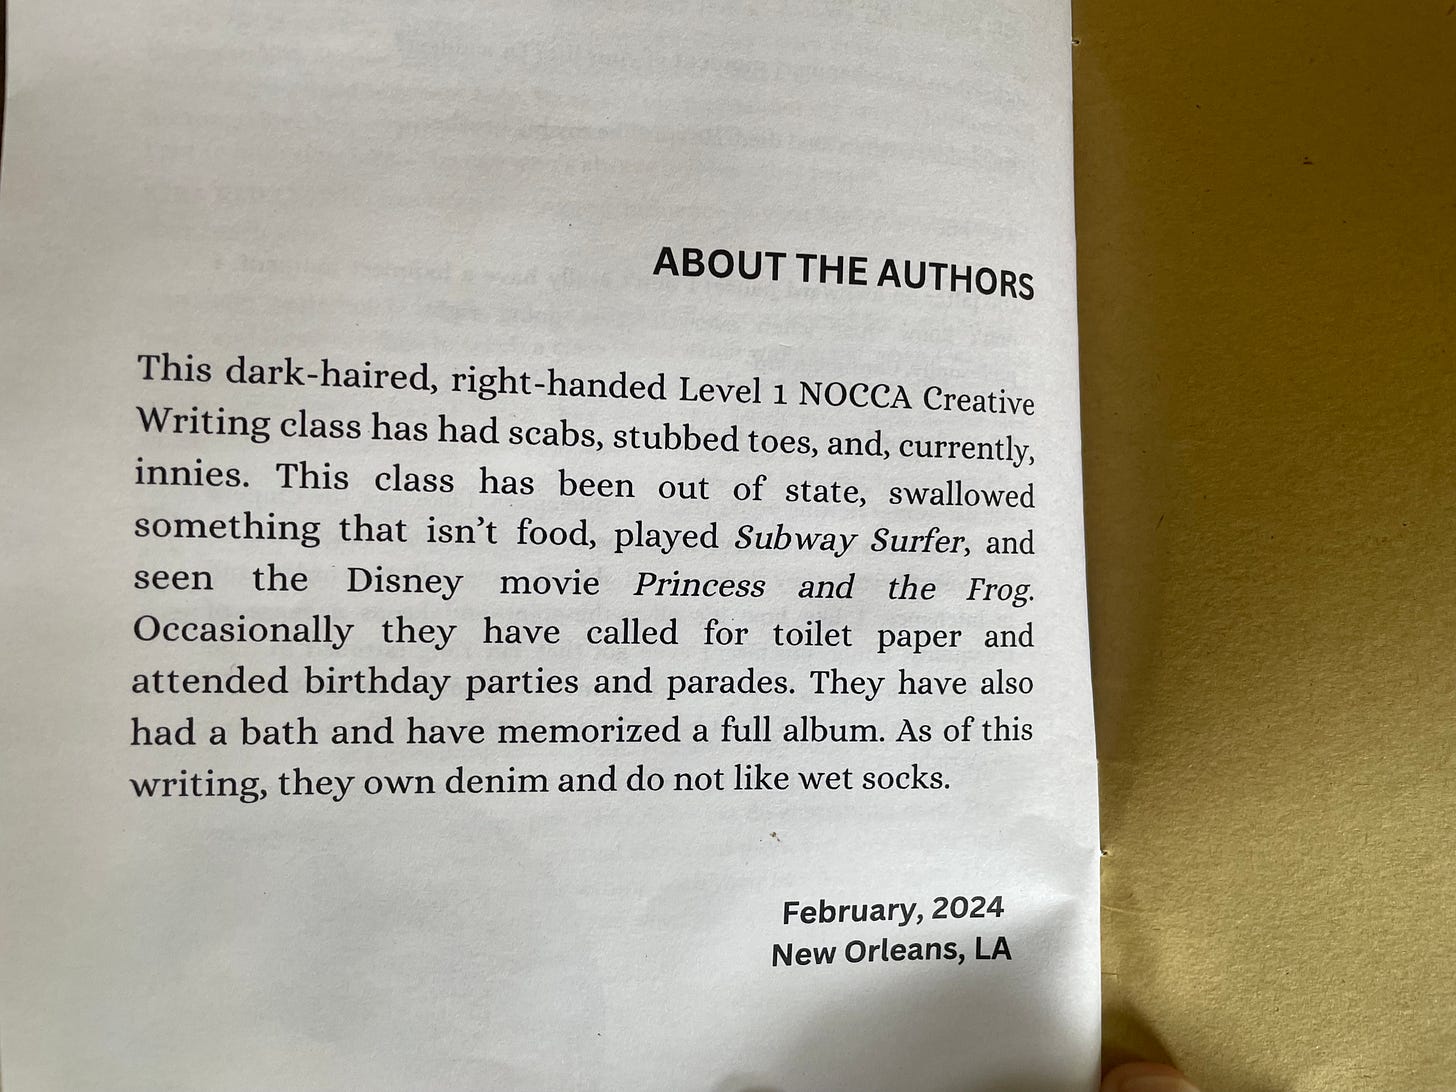 ABOUT THE AUTHORS
This dark-haired, right-handed Level 1 NOCCA Creative
Writing class has had scabs, stubbed toes, and, currently,
innies. This class has been out of state, swallowed
something that isn't food, played Subway Surfer, and
seen the Disney movie Princess and the Frog.
Occasionally they have called for toilet paper and
attended birthday parties and parades. They have also
had a bath and have memorized a full album. As of this
writing, they own denim and do not like wet socks.
February, 2024
New Orleans, LA